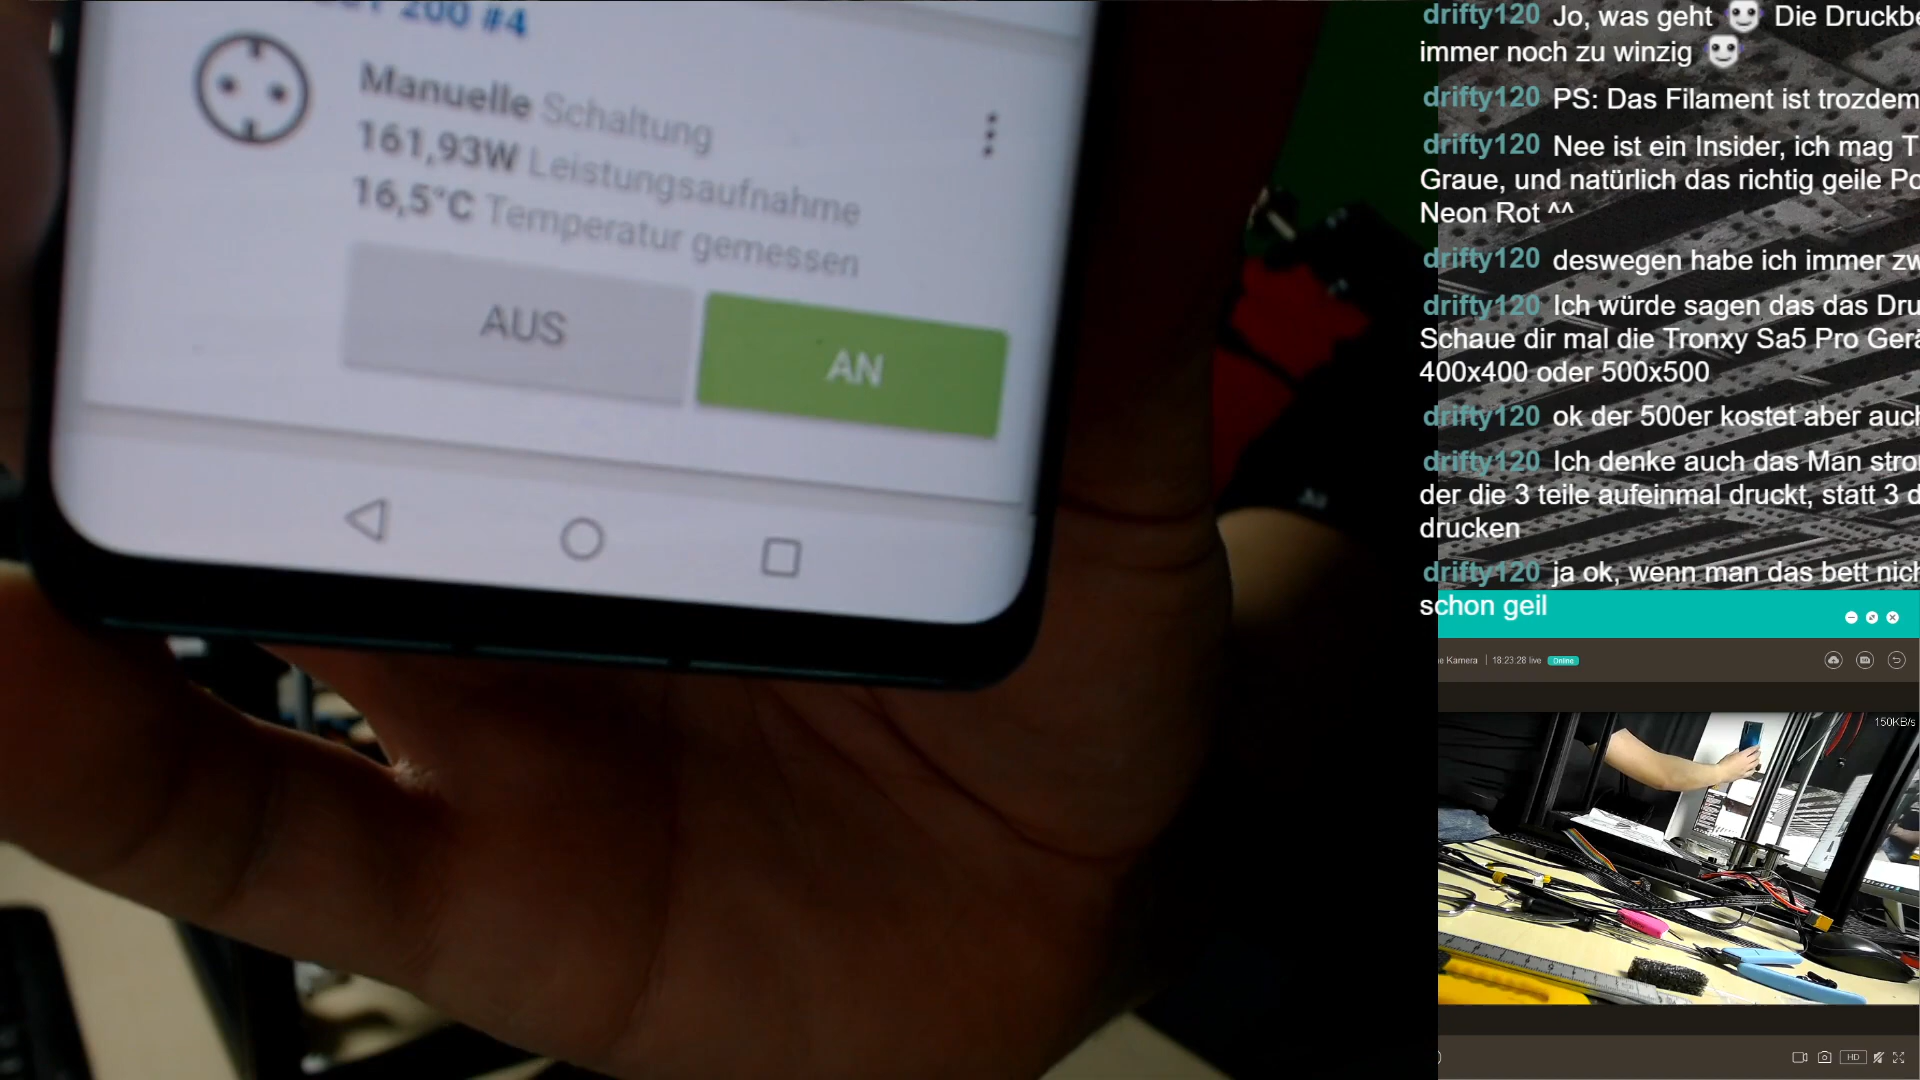 200 #4
Manuelle Schaltung
161,93W Leistungsaufnahme
16,5°C Temperatur gemessen
AUS
AN
drifty120 Jo, was geht Die Druckbe
immer noch zu winzig
drifty120 PS: Das Filament ist trozdem
drifty120 Nee ist ein Insider, ich mag T
Graue, und natürlich das richtig geile Po
Neon Rot ^^
drifty120 deswegen habe ich immer zw
drifty120 Ich würde sagen das das Dru
Schaue dir mal die Tronxy Sa5 Pro Gerä
400x400 oder 500x500
drifty120 ok der 500er kostet aber auch
drifty120 Ich denke auch das Man stro
der die 3 teile aufeinmal druckt, statt 3 d
drucken
drifty120 ja ok, wenn man das bett nich
schon geil
e Kamera | 18:23:28 live Online
150KB/s
HD